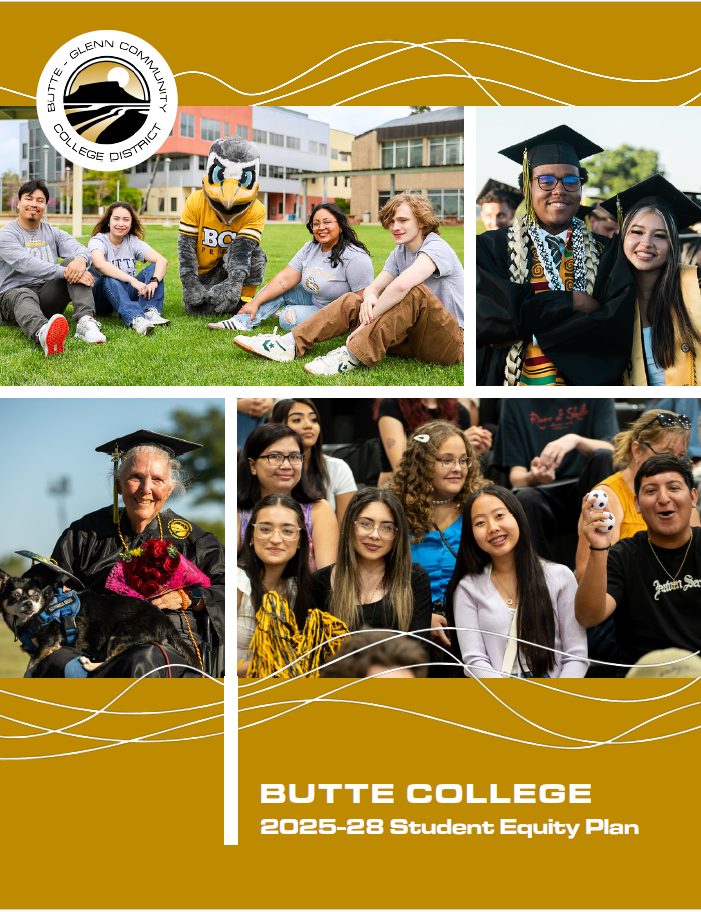 BUTTE - GLENN COMMUNITY
COLLEGE DISTRICT
BC
BUTTE COLLEGE
2025-28 Student Equity Plan